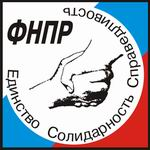 ФНПР
Единство Солидарность Справедливость